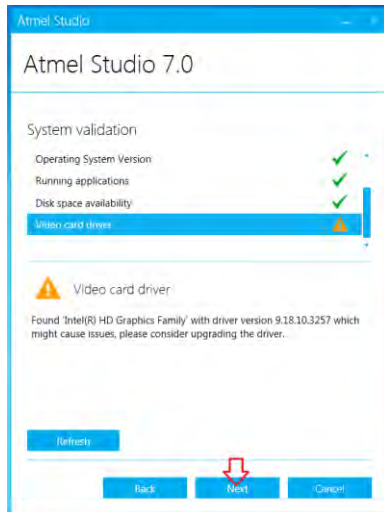 Atmel Studio
Atmel Studio 7.0
System validation
Operating System Version
Running applications
Disk space availability
Video card driver
Video card driver
Found 'Intel(R) HD Graphics Family' with driver version 9.18.10.3257 which
might cause issues, please consider upgrading the driver.
Refresh
Back
Next
Cancel